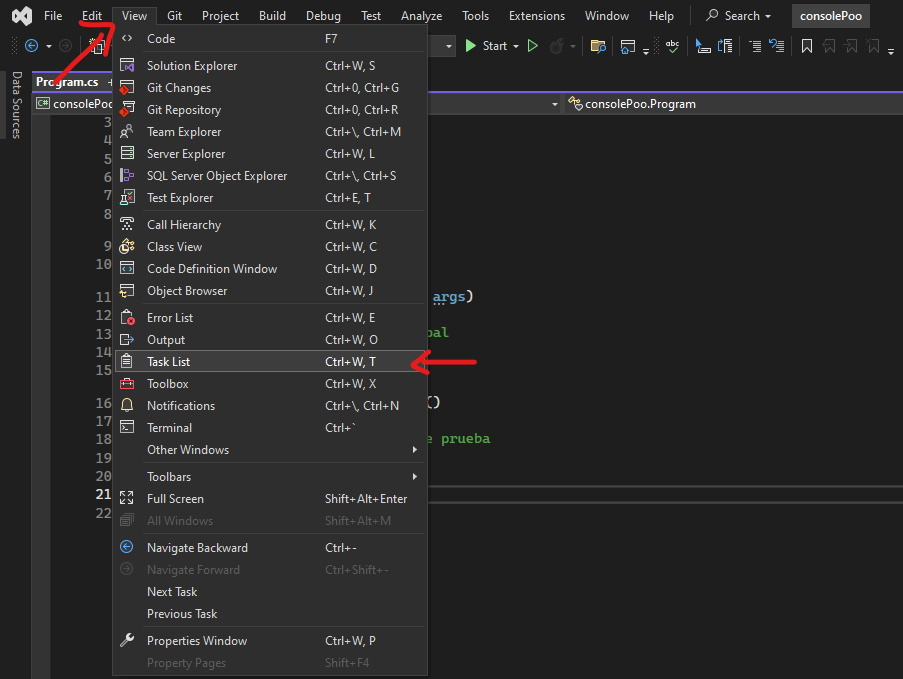 File Edit View Git Project Build Debug Test Analyze Tools Extensions Window Help Search consolePoo
Start
Data Sources
Program.cs
C# consolePoo
consolePoo.Program
Code F7
Solution Explorer Ctrl+W, S
Git Changes Ctrl+0, Ctrl+G
Git Repository Ctrl+0, Ctrl+R
Team Explorer Ctrl+\, Ctrl+M
Server Explorer Ctrl+W, L
SQL Server Object Explorer Ctrl+\, Ctrl+S
Test Explorer Ctrl+E, T
Call Hierarchy Ctrl+W, K
Class View Ctrl+W, C
Code Definition Window Ctrl+W, D
Object Browser Ctrl+W, J
Error List Ctrl+W, E
Output Ctrl+W, O
Task List Ctrl+W, T
Toolbox Ctrl+W, X
Notifications Ctrl+\, Ctrl+N
Terminal Ctrl+`
Other Windows
Toolbars
Full Screen Shift+Alt+Enter
All Windows Shift+Alt+M
Navigate Backward Ctrl+-
Navigate Forward Ctrl+Shift+-
Next Task
Previous Task
Properties Window Ctrl+W, P
Property Pages Shift+F4
3
4
5
6
7
8
9
10
11 args)
12
13 pal
14
15
16 ()
17
18 e prueba
19
20
21
22